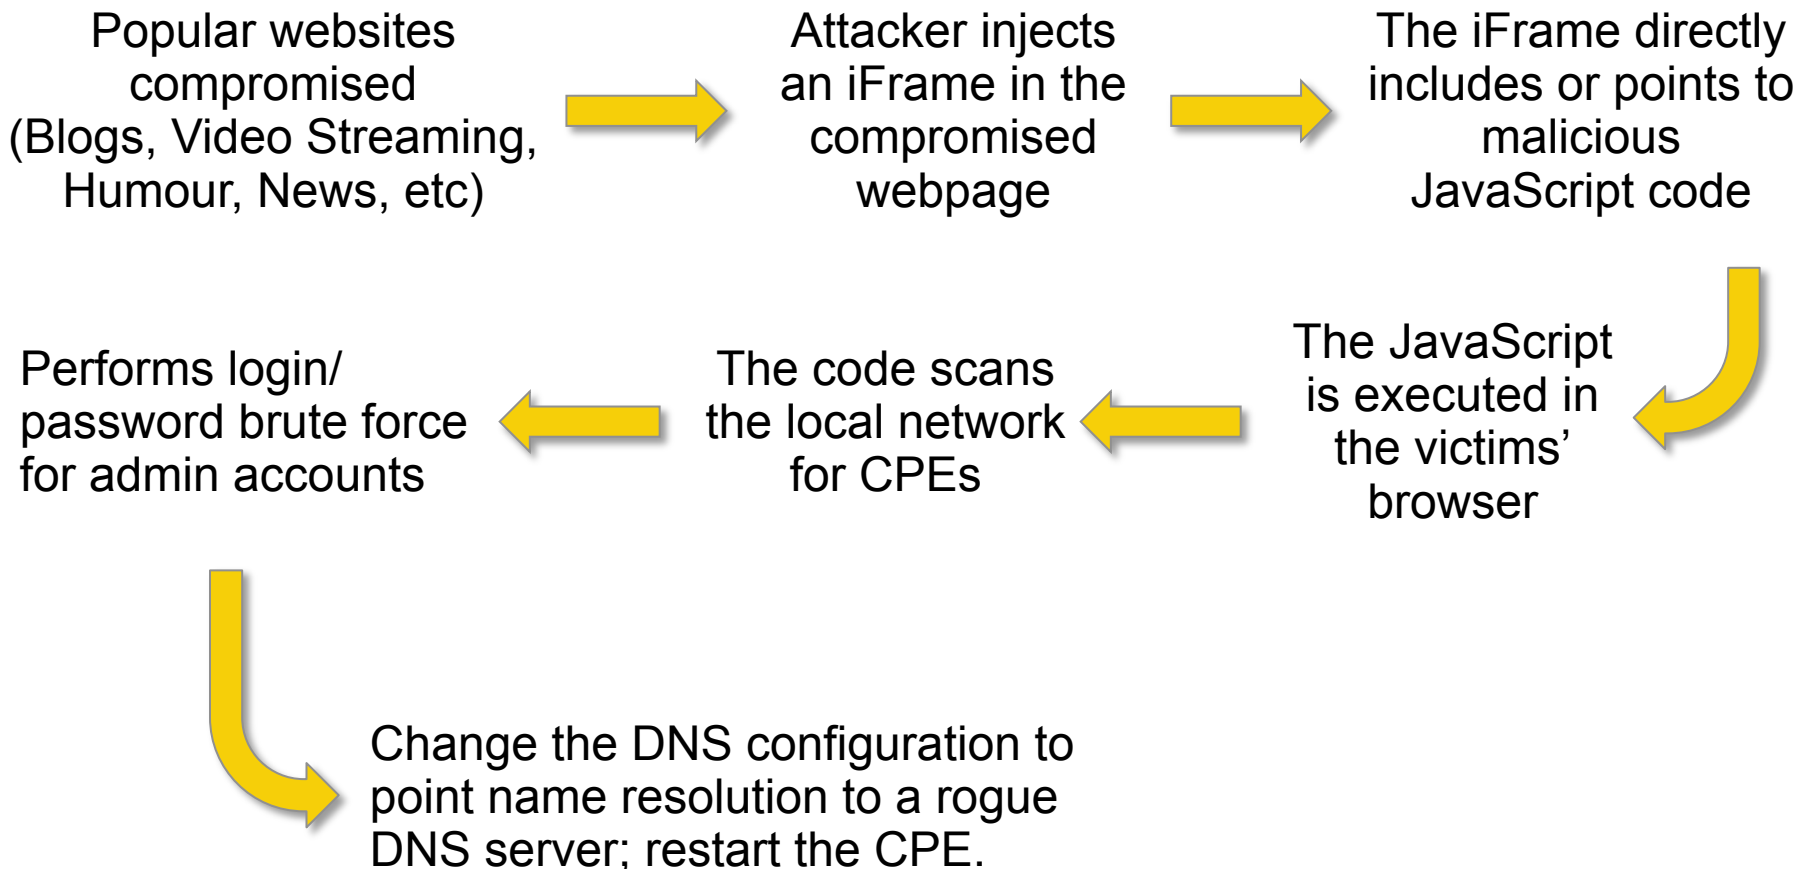 Popular websites
compromised
(Blogs, Video Streaming,
Humour, News, etc)
Attacker injects
an iFrame in the
compromised
webpage
The iFrame directly
includes or points to
malicious
JavaScript code
The JavaScript
is executed in
the victims’
browser
The code scans
the local network
for CPEs
Performs login/
password brute force
for admin accounts
Change the DNS configuration to
point name resolution to a rogue
DNS server; restart the CPE.